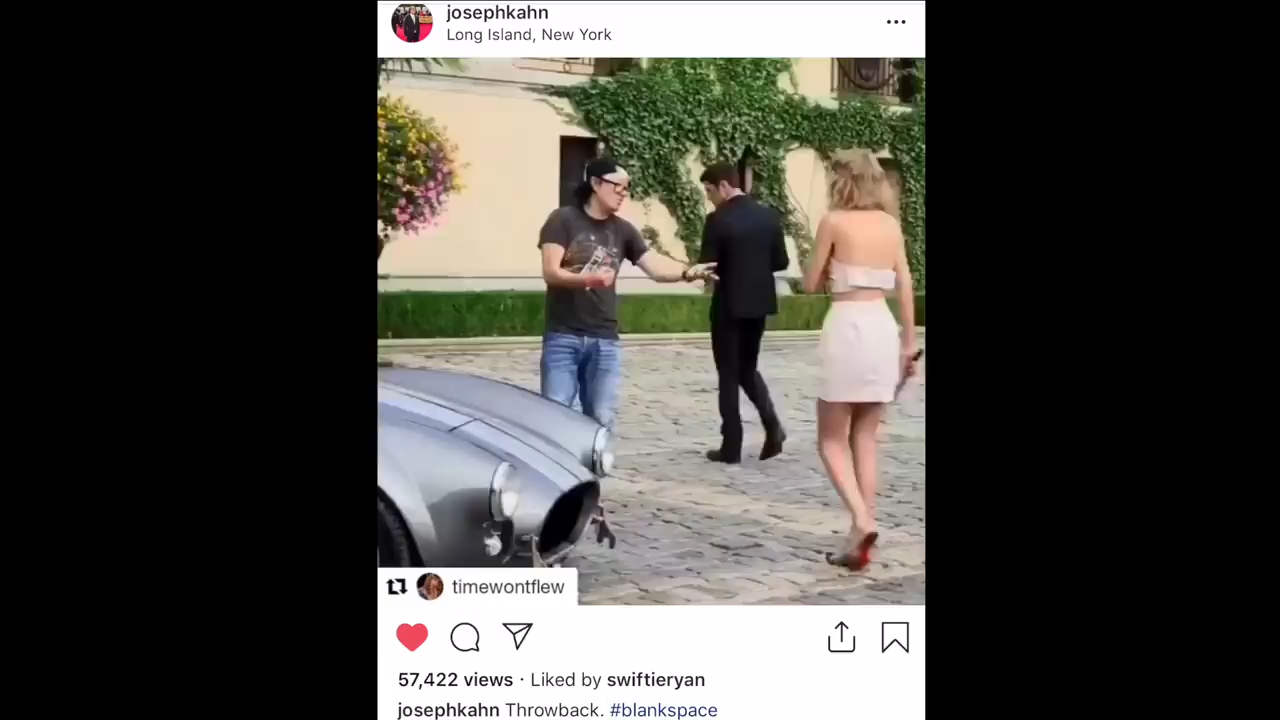 josephkahn
Long Island, New York
timewontflew
57,422 views · Liked by swiftieryan
josephkahn Throwback. #blankspace